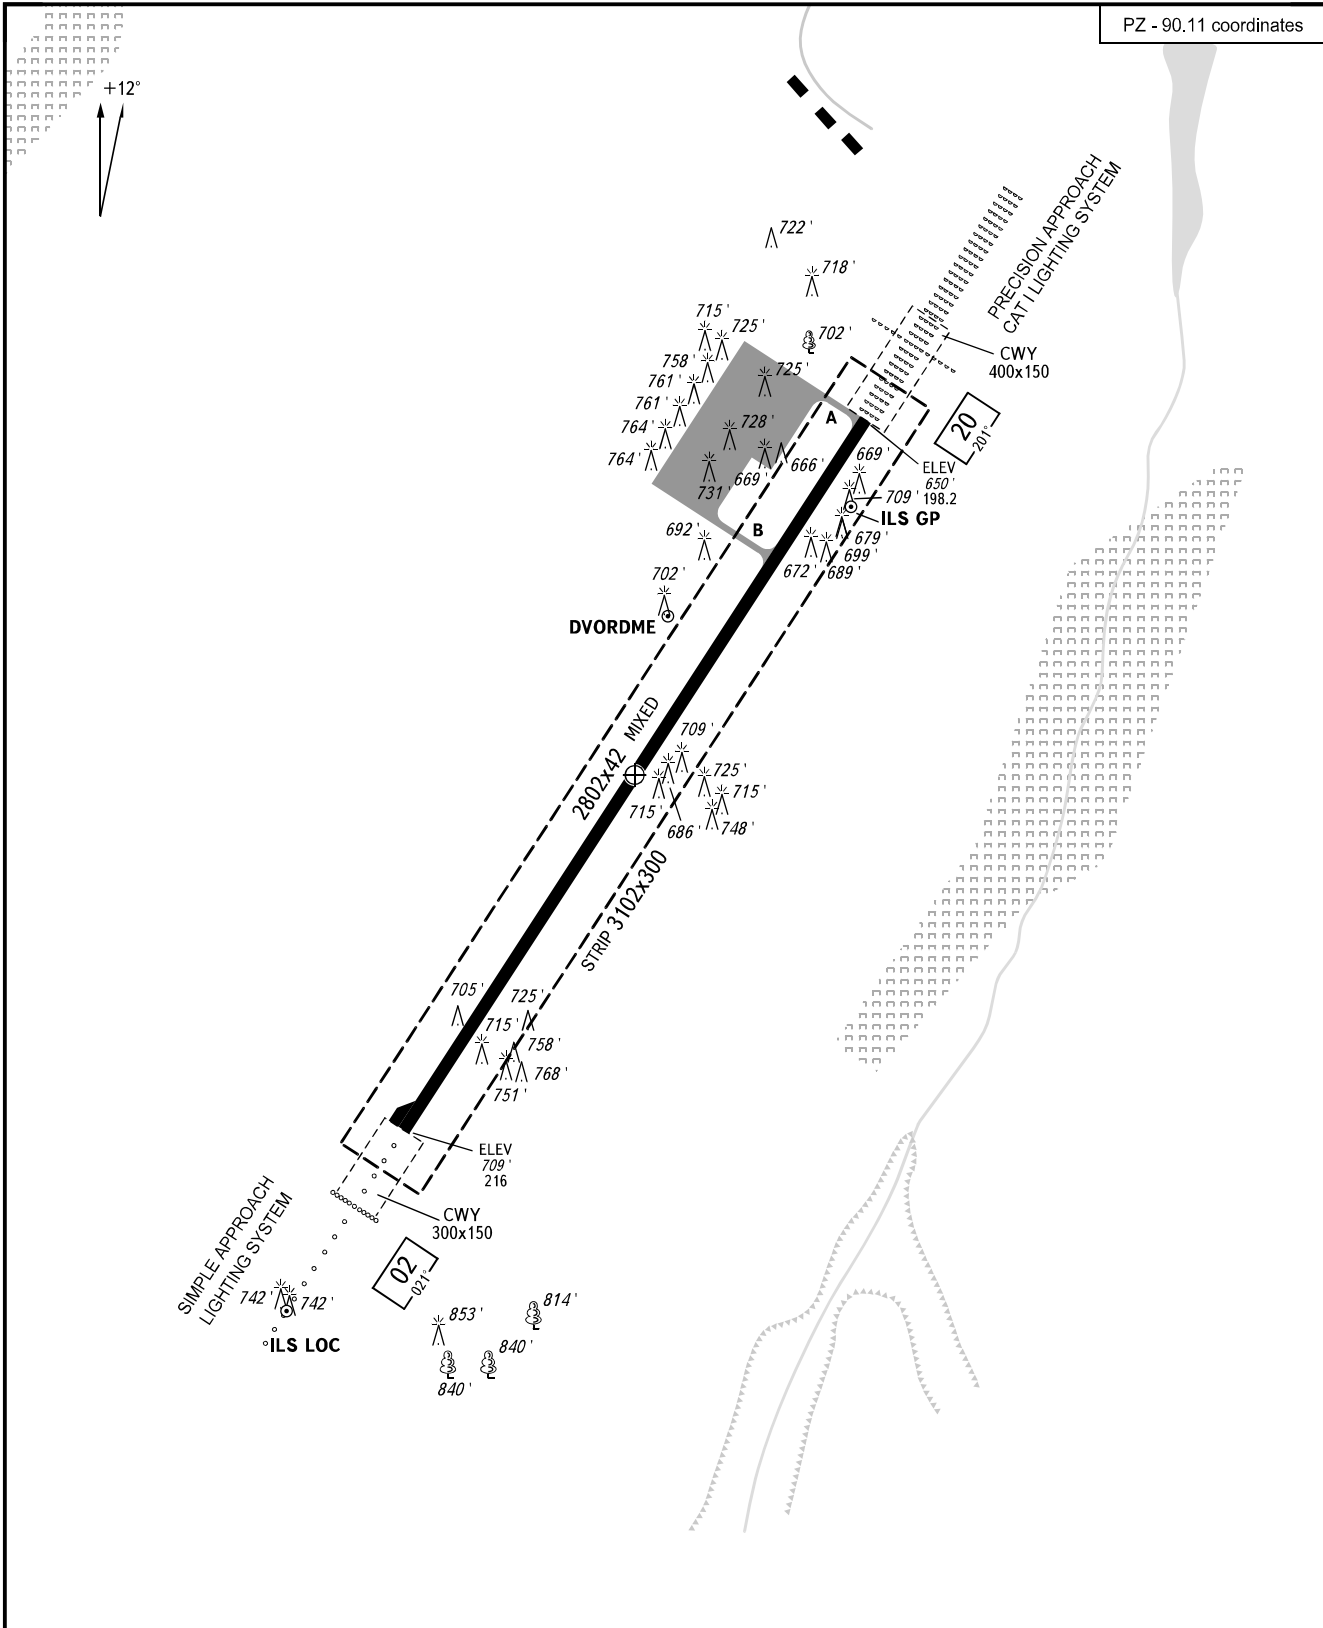 PZ - 90.11 coordinates
+12°
PRECISION APPROACH
CAT I LIGHTING SYSTEM
722 '
718 '
715 '
725 '
702 '
758 '
725 '
761 '
761 '
764 '
764 '
728 '
731 '
669 '
666 '
CWY
400x150
20
201°
A
B
ELEV
650 '
198.2
669 '
709 '
ILS GP
679 '
699 '
689 '
672 '
692 '
702 '
DVORDME
2802x42 MIXED
709 '
725 '
715 '
715 '
686 '
748 '
STRIP 3102x300
705 '
725 '
715 '
758 '
768 '
751 '
ELEV
709 '
216
CWY
300x150
SIMPLE APPROACH
LIGHTING SYSTEM
02
021°
742 '
742 '
ILS LOC
853 '
814 '
840 '
840 '